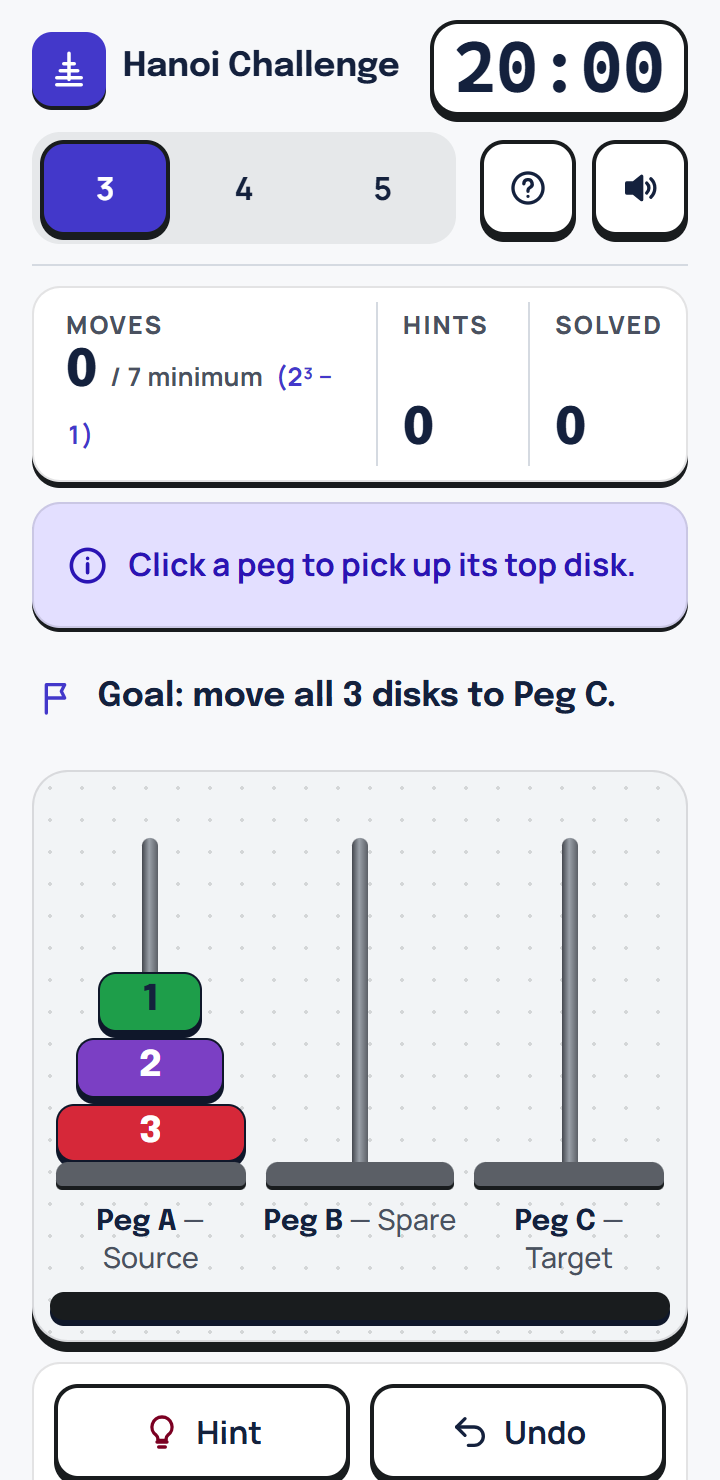 Hanoi Challenge
20:00
3 4 5
MOVES HINTS SOLVED
0 / 7 minimum (2³ −
1) 0 0
Click a peg to pick up its top disk.
Goal: move all 3 disks to Peg C.
1
2
3
Peg A — Peg B — Spare Peg C —
Source Target
Hint Undo